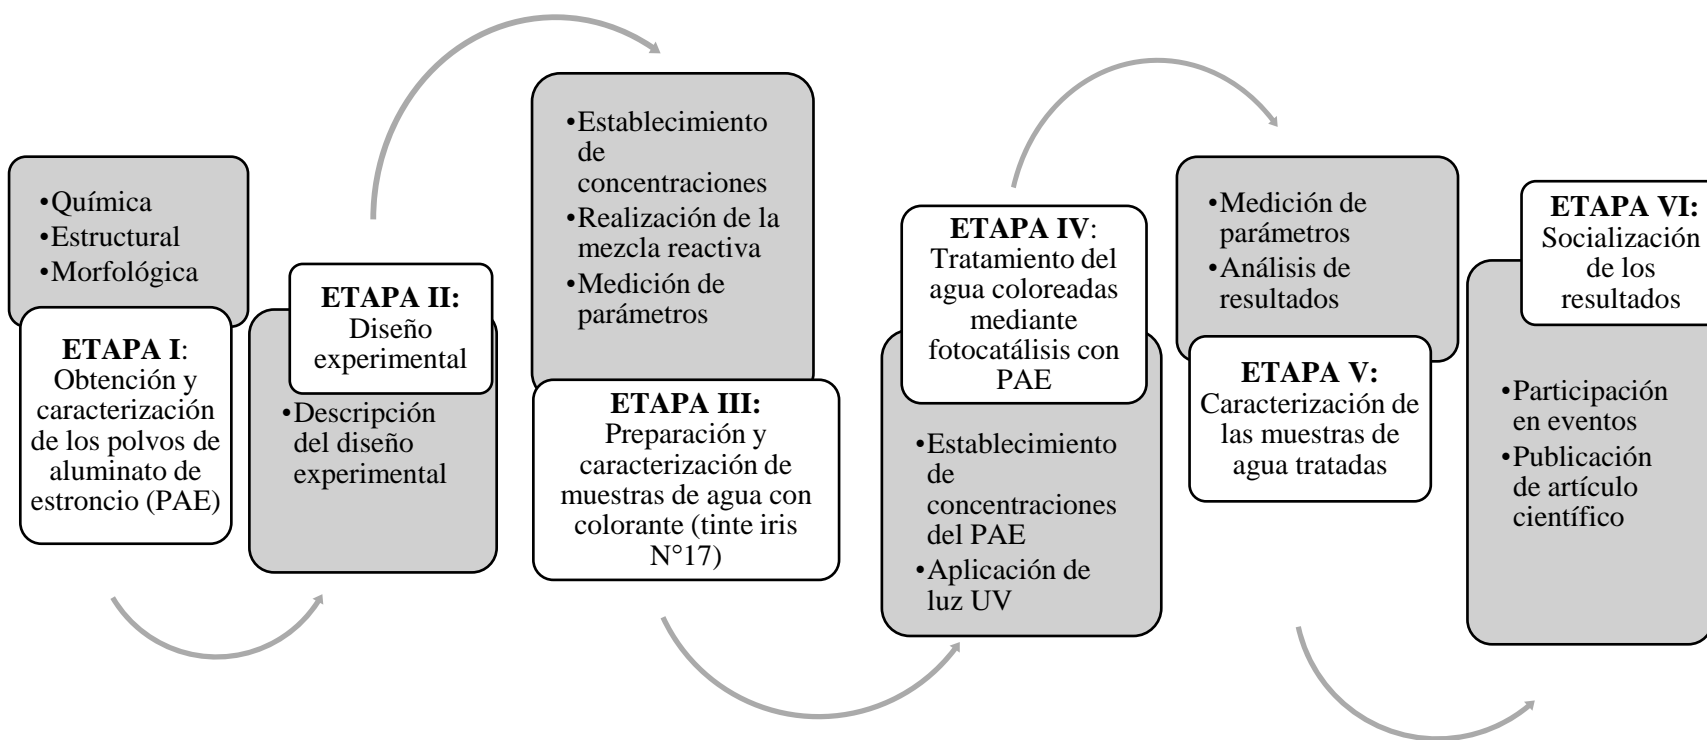 •Química
•Estructural
•Morfológica
ETAPA I:
Obtención y
caracterización
de los polvos de
aluminato de
estroncio (PAE)
ETAPA II:
Diseño
experimental
•Descripción
del diseño
experimental
•Establecimiento
de
concentraciones
•Realización de la
mezcla reactiva
•Medición de
parámetros
ETAPA III:
Preparación y
caracterización de
muestras de agua con
colorante (tinte iris
N°17)
ETAPA IV:
Tratamiento del
agua coloreadas
mediante
fotocatálisis con
PAE
•Establecimiento
de
concentraciones
del PAE
•Aplicación de
luz UV
•Medición de
parámetros
•Análisis de
resultados
ETAPA V:
Caracterización de
las muestras de
agua tratadas
ETAPA VI:
Socialización
de los
resultados
•Participación
en eventos
•Publicación
de artículo
científico